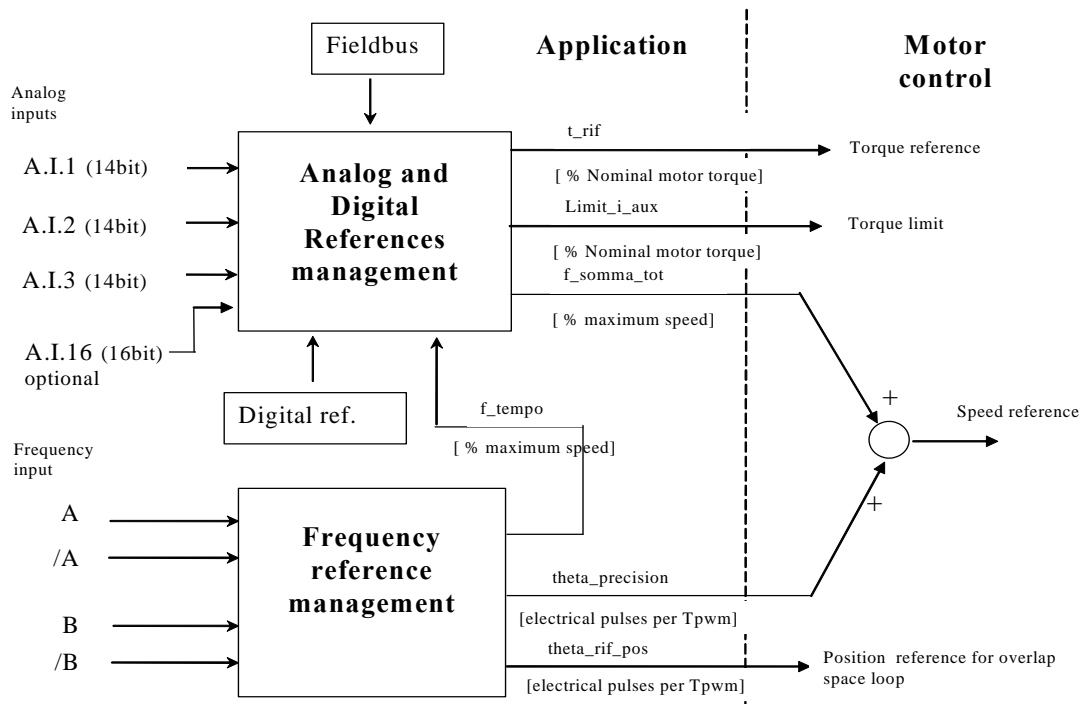 Fieldbus
Application
Motor
control
Analog
inputs
A.I.1 (14bit)
A.I.2 (14bit)
A.I.3 (14bit)
A.I.16 (16bit)
optional
Analog and
Digital
References
management
t_rif
[ % Nominal motor torque]
Limit_i_aux
[ % Nominal motor torque]
f_somma_tot
[ % maximum speed]
Torque reference
Torque limit
Digital ref.
f_tempo
[ % maximum speed]
+
+
Speed reference
Frequency
input
A
/A
B
/B
Frequency
reference
management
theta_precision
[electrical pulses per Tpwm]
theta_rif_pos
[electrical pulses per Tpwm]
Position reference for overlap
space loop